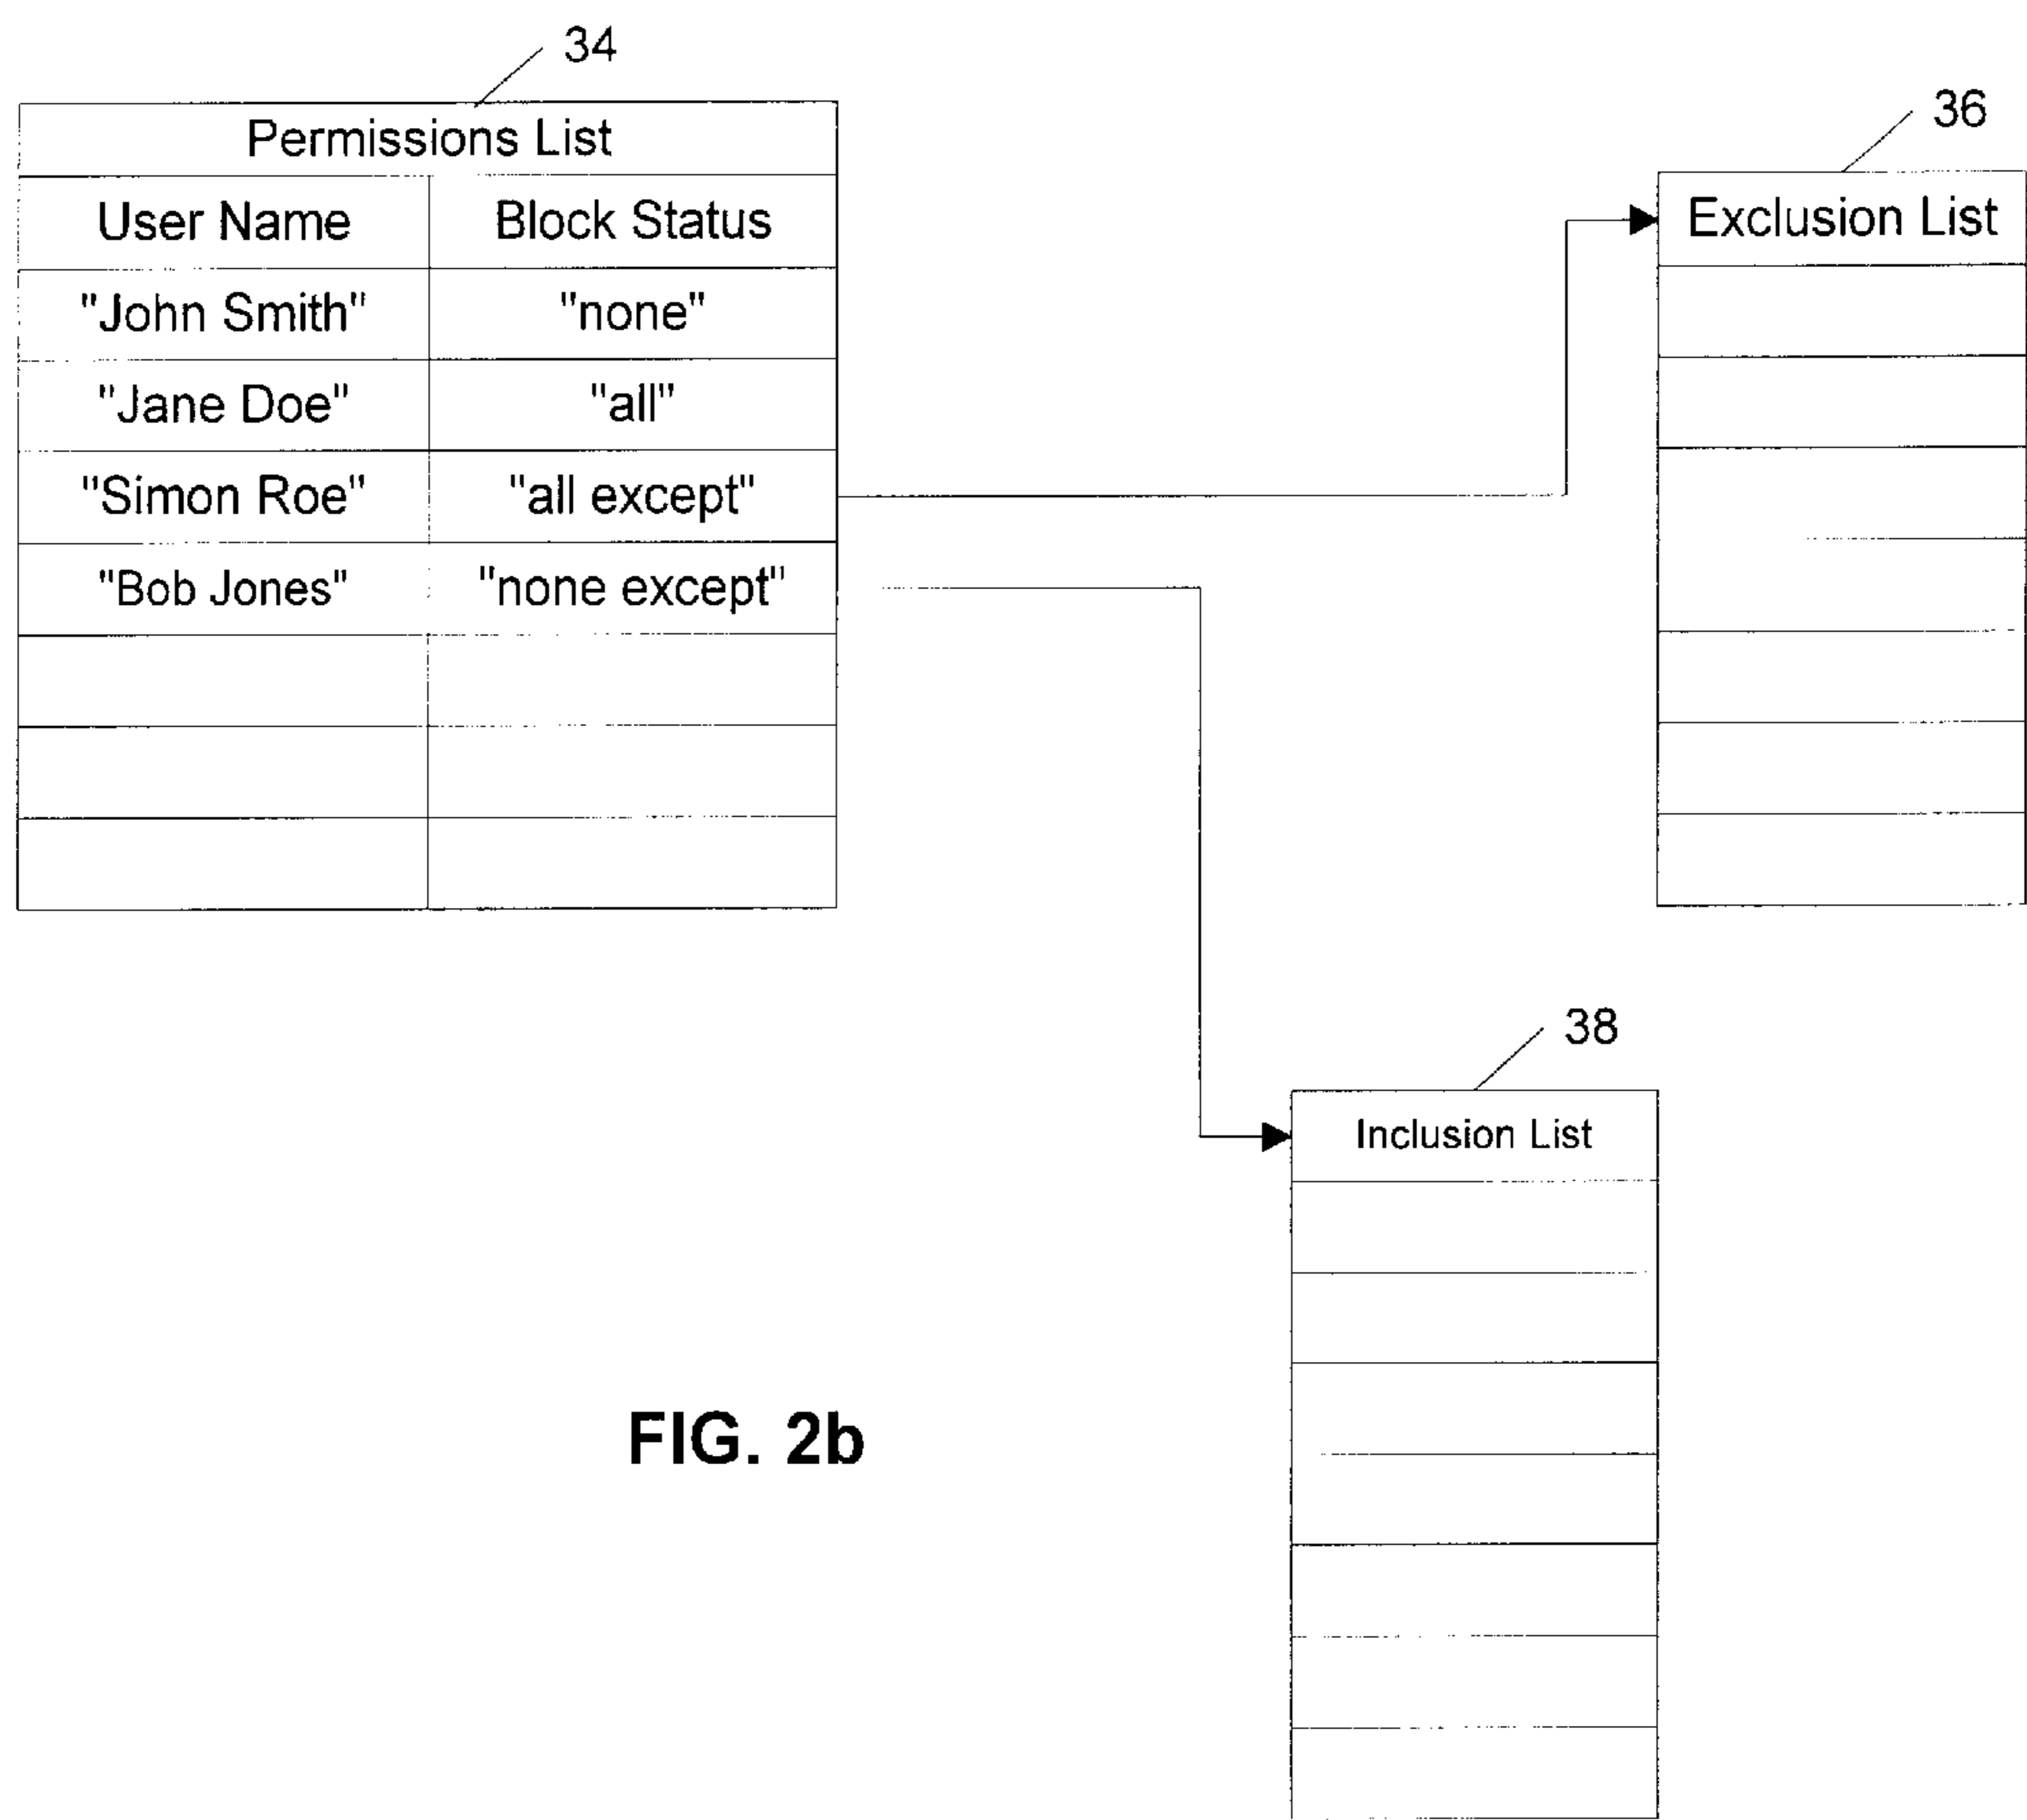 34
Permissions List
User Name Block Status
"John Smith" "none"
"Jane Doe" "all"
"Simon Roe" "all except"
"Bob Jones" "none except"
36
Exclusion List
38
Inclusion List
FIG. 2b